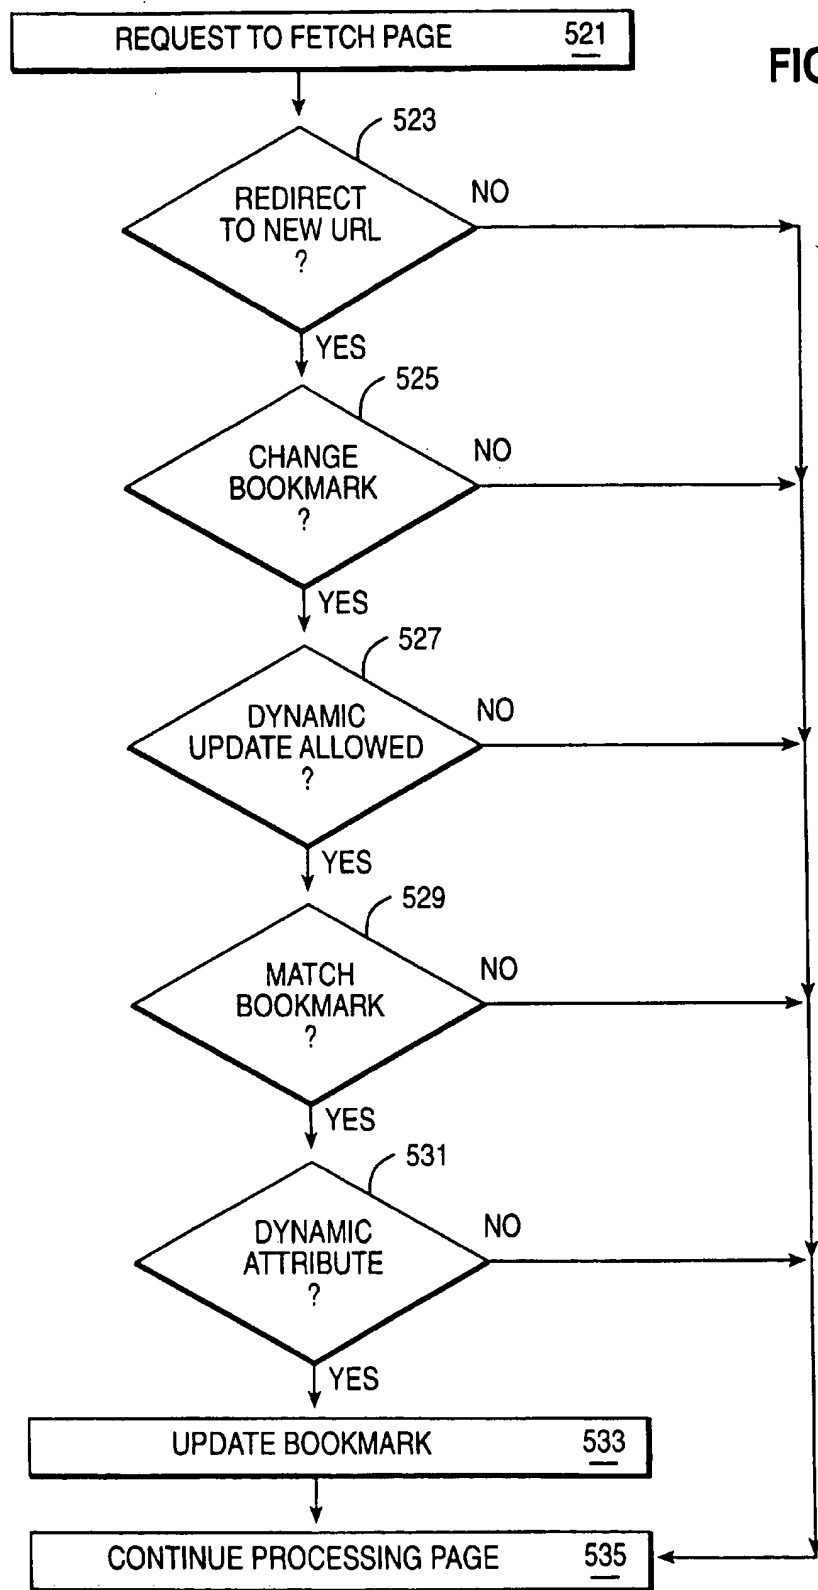 REQUEST TO FETCH PAGE 521
FIG
523
REDIRECT
TO NEW URL
?
NO
YES
525
CHANGE
BOOKMARK
?
NO
YES
527
DYNAMIC
UPDATE ALLOWED
?
NO
YES
529
MATCH
BOOKMARK
?
NO
YES
531
DYNAMIC
ATTRIBUTE
?
NO
YES
UPDATE BOOKMARK 533
CONTINUE PROCESSING PAGE 535